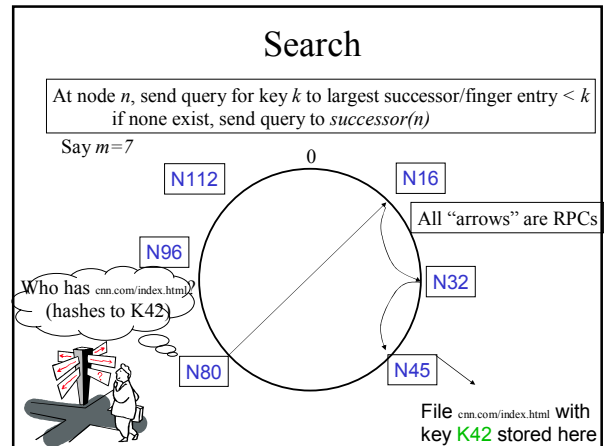 Search
At node n, send query for key k to largest successor/finger entry < k
if none exist, send query to successor(n)
Say m=7
0
N112
N16
All “arrows” are RPCs
N96
Who has cnn.com/index.html?
(hashes to K42)
N32
N80
N45
?
File cnn.com/index.html with
key K42 stored here